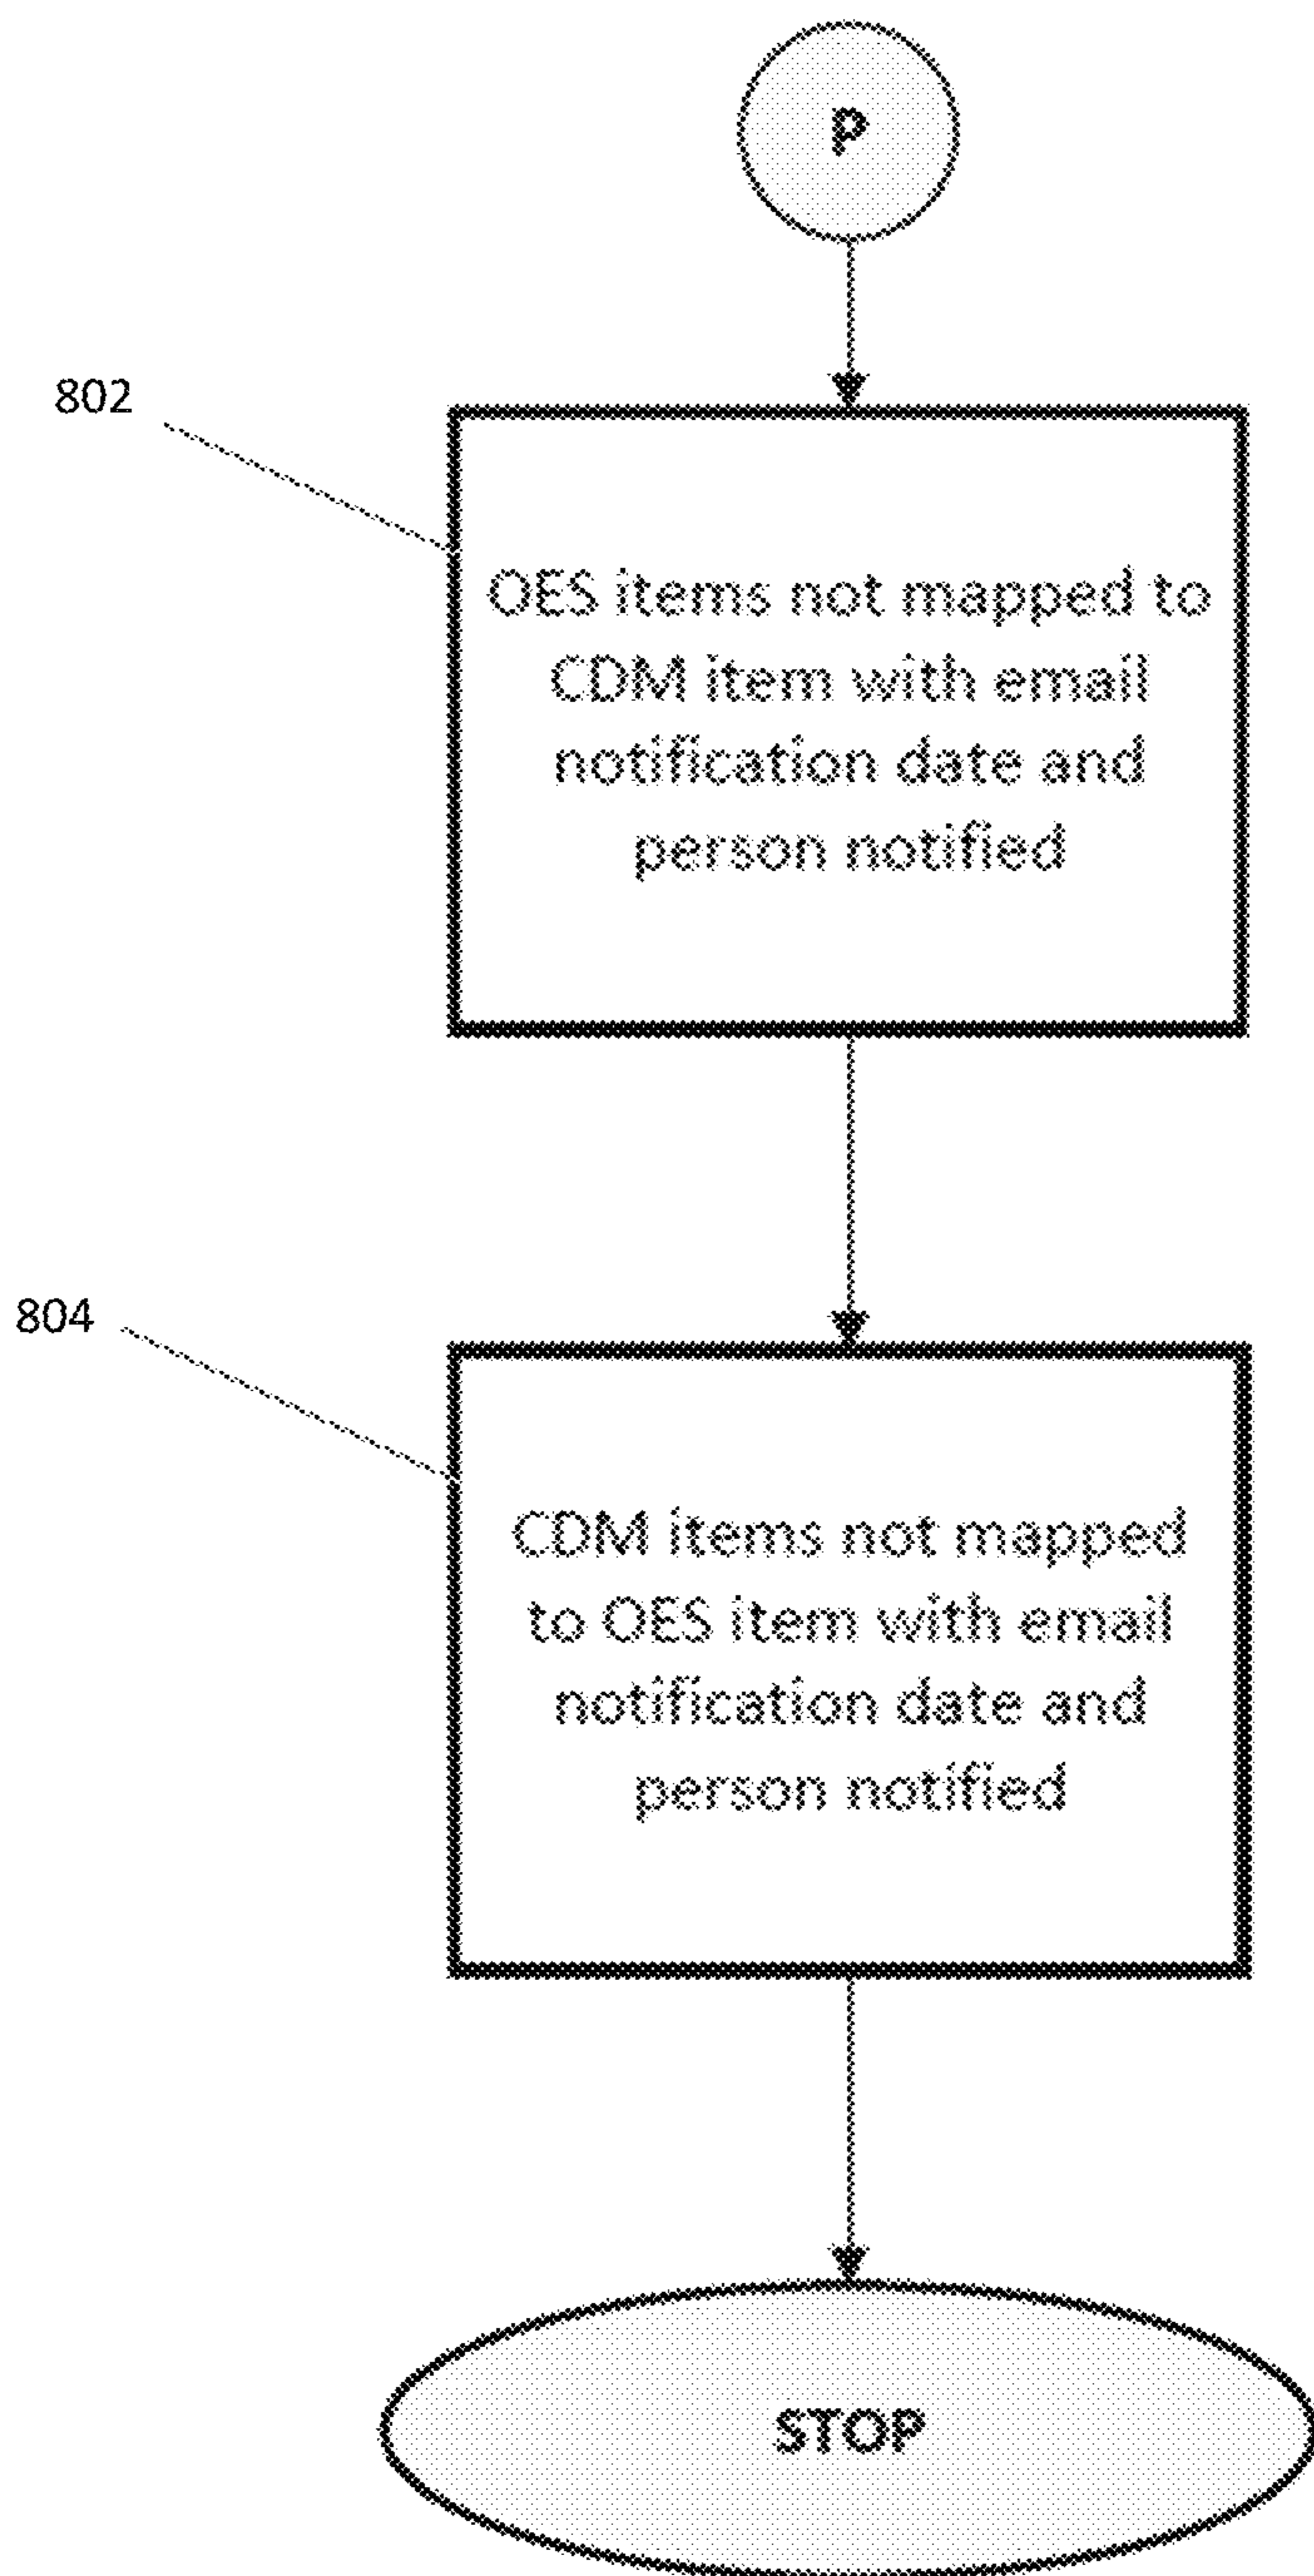 P
802
OES items not mapped to
CDM item with email
notification date and
person notified
804
CDM items not mapped
to OES item with email
notification date and
person notified
STOP